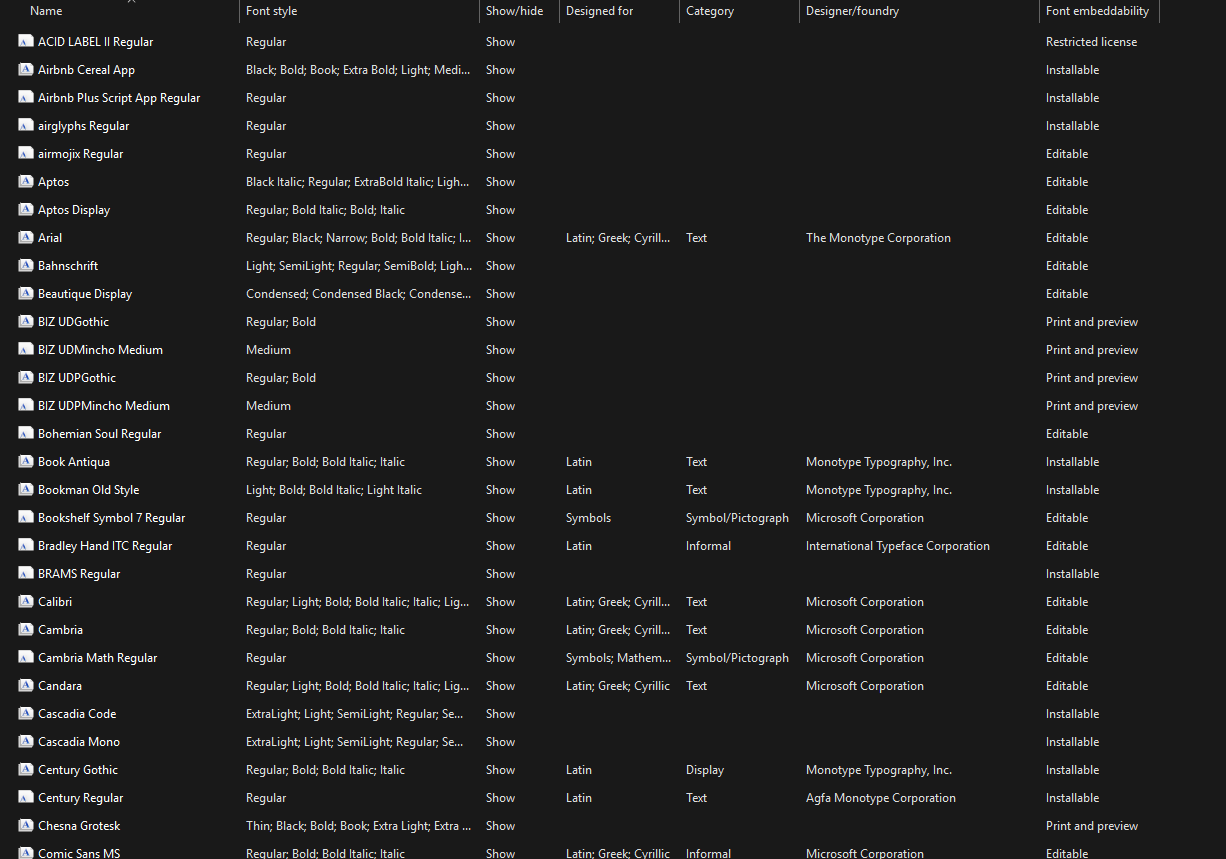 Name Font style Show/hide Designed for Category Designer/foundry Font embeddability
ACID LABEL II Regular Regular Show Restricted license
Airbnb Cereal App Black; Bold; Book; Extra Bold; Light; Medi... Show Installable
Airbnb Plus Script App Regular Regular Show Installable
airglyphs Regular Regular Show Installable
airmojix Regular Regular Show Editable
Aptos Black Italic; Regular; ExtraBold Italic; Ligh... Show Editable
Aptos Display Regular; Bold Italic; Bold; Italic Show Editable
Arial Regular; Black; Narrow; Bold; Bold Italic; I... Show Latin; Greek; Cyrill... Text The Monotype Corporation Editable
Bahnschrift Light; SemiLight; Regular; SemiBold; Ligh... Show Editable
Beautique Display Condensed; Condensed Black; Condense... Show Editable
BIZ UDGothic Regular; Bold Show Print and preview
BIZ UDMincho Medium Medium Show Print and preview
BIZ UDPGothic Regular; Bold Show Print and preview
BIZ UDPMincho Medium Medium Show Print and preview
Bohemian Soul Regular Regular Show Editable
Book Antiqua Regular; Bold; Bold Italic; Italic Show Latin Text Monotype Typography, Inc. Installable
Bookman Old Style Light; Bold; Bold Italic; Light Italic Show Latin Text Monotype Typography, Inc. Installable
Bookshelf Symbol 7 Regular Regular Show Symbols Symbol/Pictograph Microsoft Corporation Editable
Bradley Hand ITC Regular Regular Show Latin Informal International Typeface Corporation Editable
BRAMS Regular Regular Show Installable
Calibri Regular; Light; Bold; Bold Italic; Italic; Lig... Show Latin; Greek; Cyrill... Text Microsoft Corporation Editable
Cambria Regular; Bold; Bold Italic; Italic Show Latin; Greek; Cyrill... Text Microsoft Corporation Editable
Cambria Math Regular Regular Show Symbols; Mathem... Symbol/Pictograph Microsoft Corporation Editable
Candara Regular; Light; Bold; Bold Italic; Italic; Lig... Show Latin; Greek; Cyrillic Text Microsoft Corporation Editable
Cascadia Code ExtraLight; Light; SemiLight; Regular; Se... Show Installable
Cascadia Mono ExtraLight; Light; SemiLight; Regular; Se... Show Installable
Century Gothic Regular; Bold; Bold Italic; Italic Show Latin Display Monotype Typography, Inc. Installable
Century Regular Regular Show Latin Text Agfa Monotype Corporation Installable
Chesna Grotesk Thin; Black; Bold; Book; Extra Light; Extra ... Show Print and preview
Comic Sans MS Regular; Bold; Bold Italic; Italic Show Latin; Greek; Cyrillic Informal Microsoft Corporation Editable